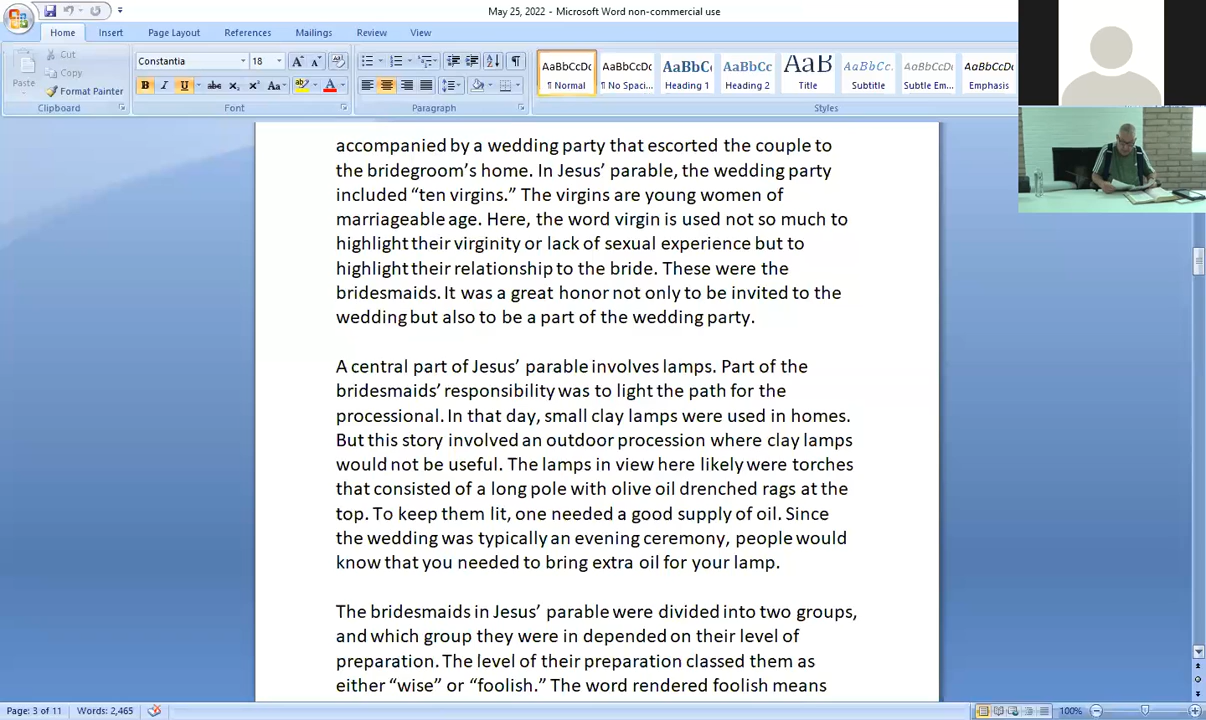 May 25, 2022 - Microsoft Word non-commercial use
Home Insert Page Layout References Mailings Review View
Paste
Cut
Copy
Format Painter
Clipboard
Constantia 18
B I U abc X₂ X² Aa A
Font
Paragraph
AaBbCcDc AaBbCcDc AaBbC AaBbCc AaB AaBbCc. AaBbCc. AaBbCc.
¶ Normal ¶ No Spaci... Heading 1 Heading 2 Title Subtitle Subtle Em... Emphasis
Styles
accompanied by a wedding party that escorted the couple to
the bridegroom’s home. In Jesus’ parable, the wedding party
included “ten virgins.” The virgins are young women of
marriageable age. Here, the word virgin is used not so much to
highlight their virginity or lack of sexual experience but to
highlight their relationship to the bride. These were the
bridesmaids. It was a great honor not only to be invited to the
wedding but also to be a part of the wedding party.
A central part of Jesus’ parable involves lamps. Part of the
bridesmaids’ responsibility was to light the path for the
processional. In that day, small clay lamps were used in homes.
But this story involved an outdoor procession where clay lamps
would not be useful. The lamps in view here likely were torches
that consisted of a long pole with olive oil drenched rags at the
top. To keep them lit, one needed a good supply of oil. Since
the wedding was typically an evening ceremony, people would
know that you needed to bring extra oil for your lamp.
The bridesmaids in Jesus’ parable were divided into two groups,
and which group they were in depended on their level of
preparation. The level of their preparation classed them as
either “wise” or “foolish.” The word rendered foolish means
Page: 3 of 11 Words: 2,465 100%